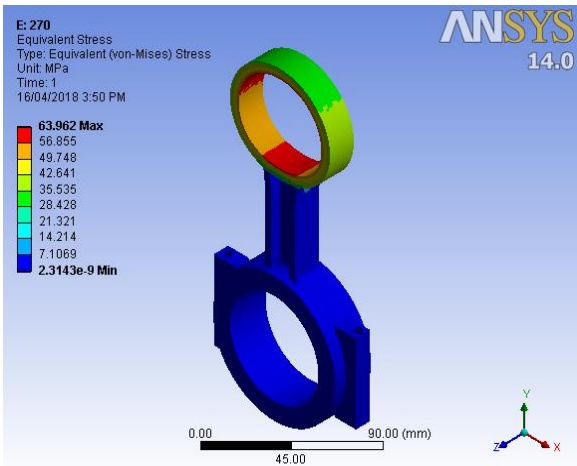 E: 270
Equivalent Stress
Type: Equivalent (von-Mises) Stress
Unit: MPa
Time: 1
16/04/2018 3:50 PM
ANSYS
14.0
63.962 Max
56.855
49.748
42.641
35.535
28.428
21.321
14.214
7.1069
2.3143e-9 Min
0.00
90.00 (mm)
45.00
Y
Z
X